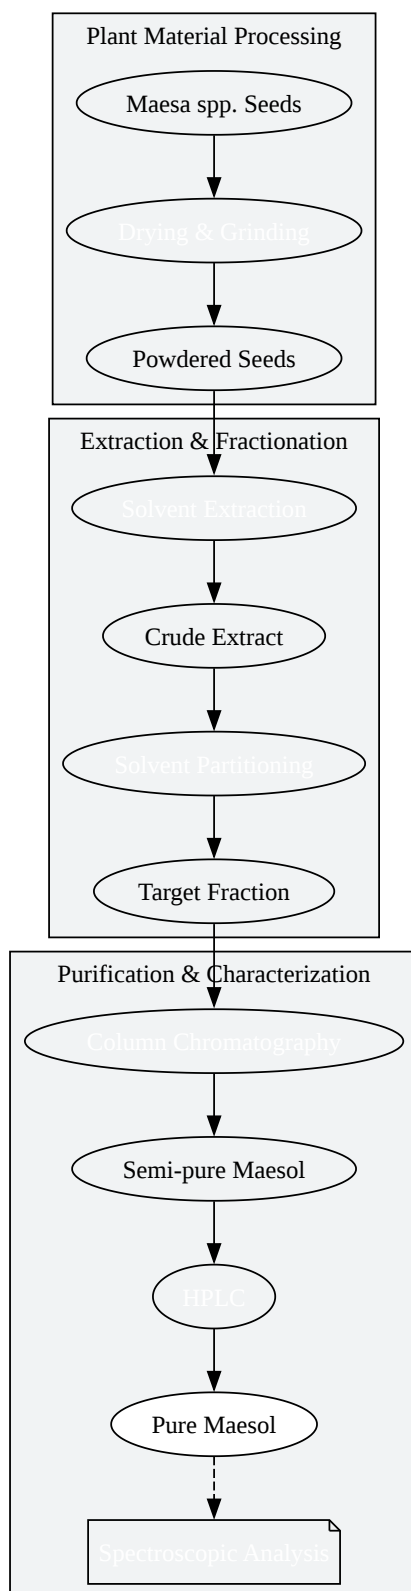 Plant Material Processing
Maesa spp. Seeds
Drying & Grinding
Powdered Seeds
Extraction & Fractionation
Solvent Extraction
Crude Extract
Solvent Partitioning
Target Fraction
Purification & Characterization
Column Chromatography
Semi-pure Maesol
HPLC
Pure Maesol
Spectroscopic Analysis